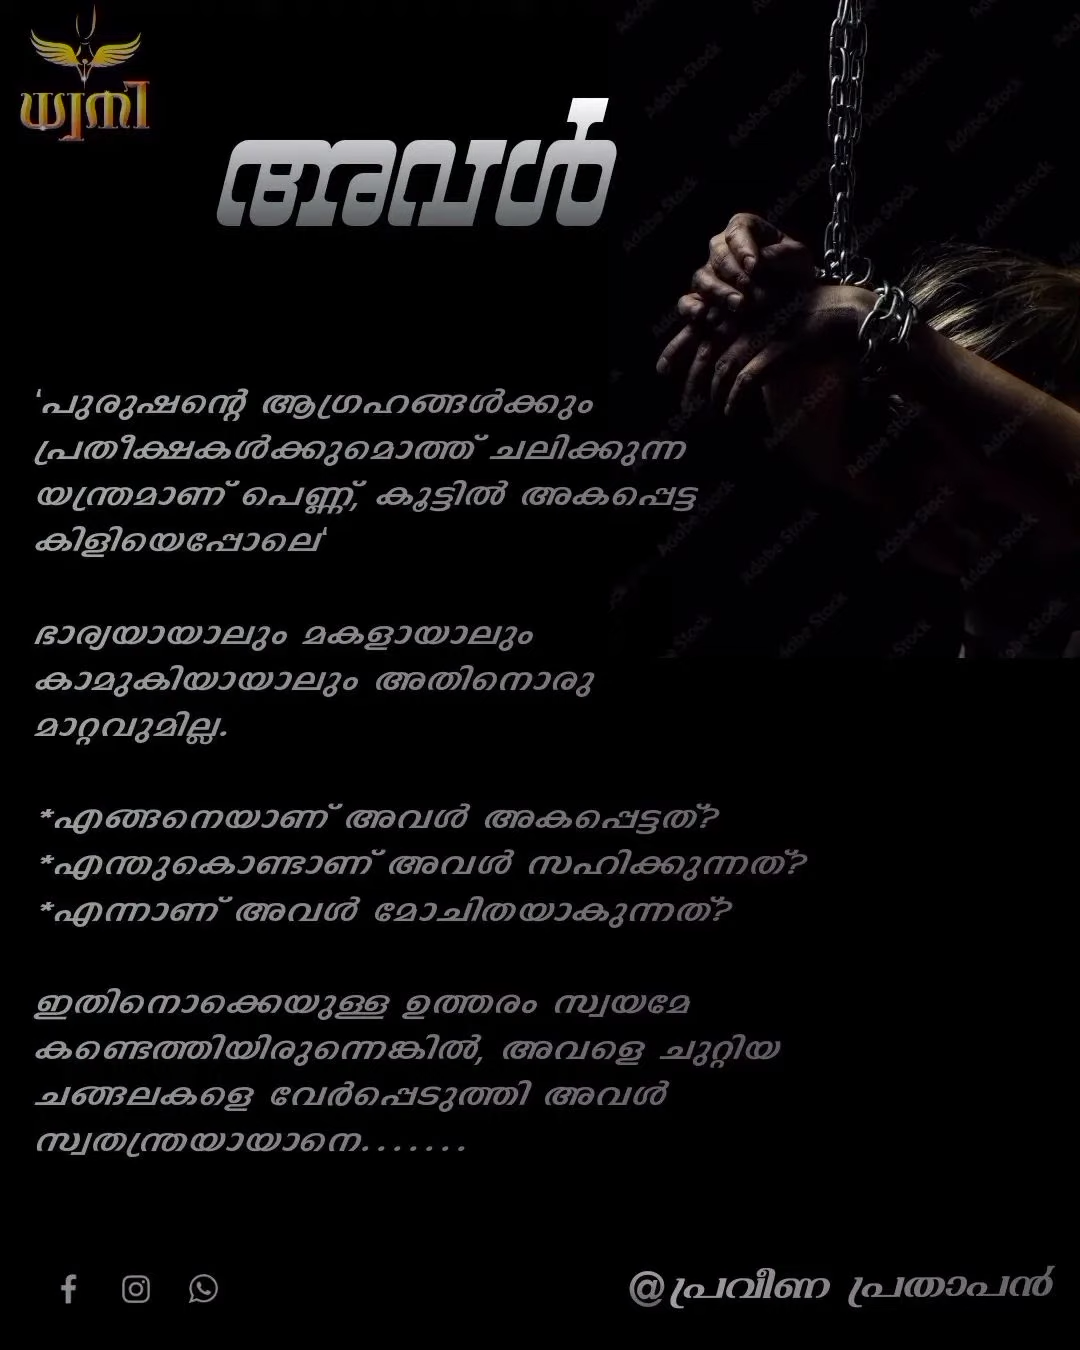 ധ്വനി
അവൾ
'പുരുഷന്റെ ആഗ്രഹങ്ങൾക്കും
പ്രതീക്ഷകൾക്കുമൊത്ത് ചലിക്കുന്ന
യന്ത്രമാണ് പെണ്ണ്, കൂട്ടിൽ അകപ്പെട്ട
കിളിയെപ്പോലെ'
ഭാര്യയായാലും മകളായാലും
കാമുകിയായാലും അതിനൊരു
മാറ്റവുമില്ല.
*എങ്ങനെയാണ് അവൾ അകപ്പെട്ടത്?
*എന്തുകൊണ്ടാണ് അവൾ സഹിക്കുന്നത്?
*എന്നാണ് അവൾ മോചിതയാകുന്നത്?
ഇതിനൊക്കെയുള്ള ഉത്തരം സ്വയമേ
കണ്ടെത്തിയിരുന്നെങ്കിൽ, അവളെ ചുറ്റിയ
ചങ്ങലകളെ വേർപ്പെടുത്തി അവൾ
സ്വതന്ത്രയായാനെ.......
@പ്രവീണ പ്രതാപൻ
Adobe Stock